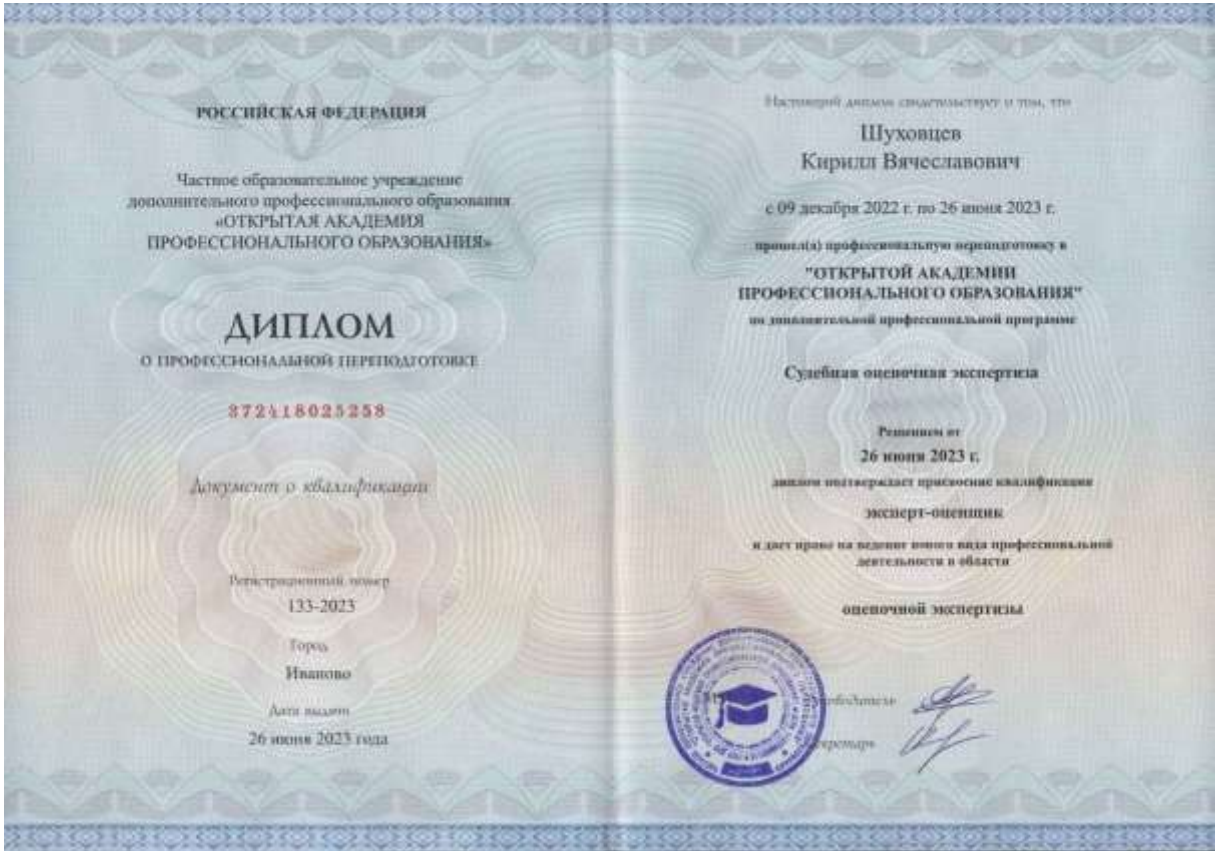 РОССИЙСКАЯ ФЕДЕРАЦИЯ
Частное образовательное учреждение
дополнительного профессионального образования
«ОТКРЫТАЯ АКАДЕМИЯ
ПРОФЕССИОНАЛЬНОГО ОБРАЗОВАНИЯ»
ДИПЛОМ
О ПРОФЕССИОНАЛЬНОЙ ПЕРЕПОДГОТОВКЕ
372418025258
Документ о квалификации
Регистрационный номер
133-2023
Город
Иваново
Дата выдачи
26 июня 2023 года
Настоящий диплом свидетельствует о том, что
Шуховцев
Кирилл Вячеславович
с 09 декабря 2022 г. по 26 июня 2023 г.
прошел(а) профессиональную переподготовку в
"ОТКРЫТОЙ АКАДЕМИИ
ПРОФЕССИОНАЛЬНОГО ОБРАЗОВАНИЯ"
по дополнительной профессиональной программе
Судебная оценочная экспертиза
Решением от
26 июня 2023 г.
диплом подтверждает присвоение квалификации
эксперт-оценщик
и дает право на ведение нового вида профессиональной
деятельности в области
оценочной экспертизы
Руководитель
Секретарь